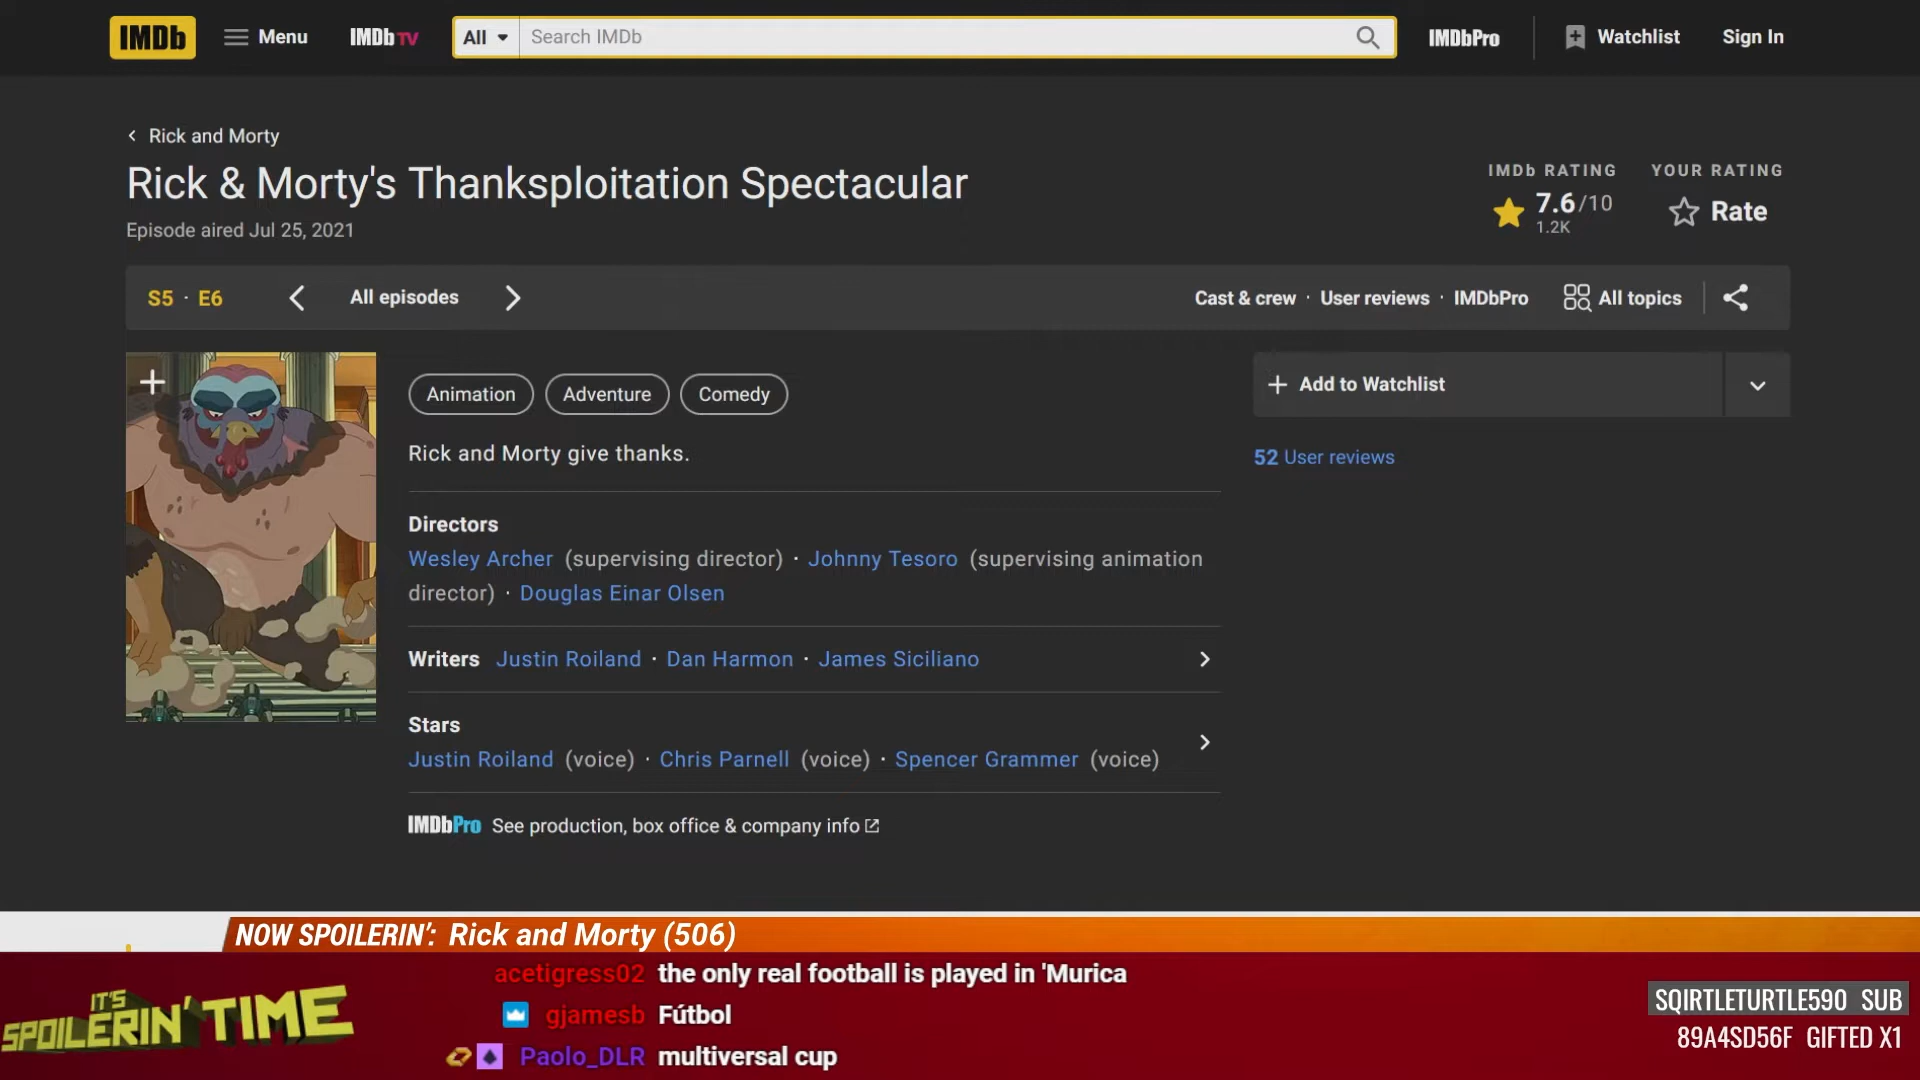 IMDb Menu IMDb TV All Search IMDb IMDbPro Watchlist Sign In
Rick and Morty
Rick & Morty's Thanksploitation Spectacular
Episode aired Jul 25, 2021
IMDb RATING YOUR RATING
7.6/10 Rate
1.2K
S5 · E6 All episodes Cast & crew · User reviews · IMDbPro All topics
Animation Adventure Comedy
Add to Watchlist
Rick and Morty give thanks.
52 User reviews
Directors
Wesley Archer (supervising director) · Johnny Tesoro (supervising animation
director) · Douglas Einar Olsen
Writers Justin Roiland · Dan Harmon · James Siciliano
Stars
Justin Roiland (voice) · Chris Parnell (voice) · Spencer Grammer (voice)
IMDbPro See production, box office & company info
NOW SPOILERIN': Rick and Morty (506)
IT'S
SPOILERIN' TIME
acetigress02 the only real football is played in 'Murica
gjamesb Fútbol
Paolo_DLR multiversal cup
SQIRTLETURTLE590 SUB
89A4SD56F GIFTED X1